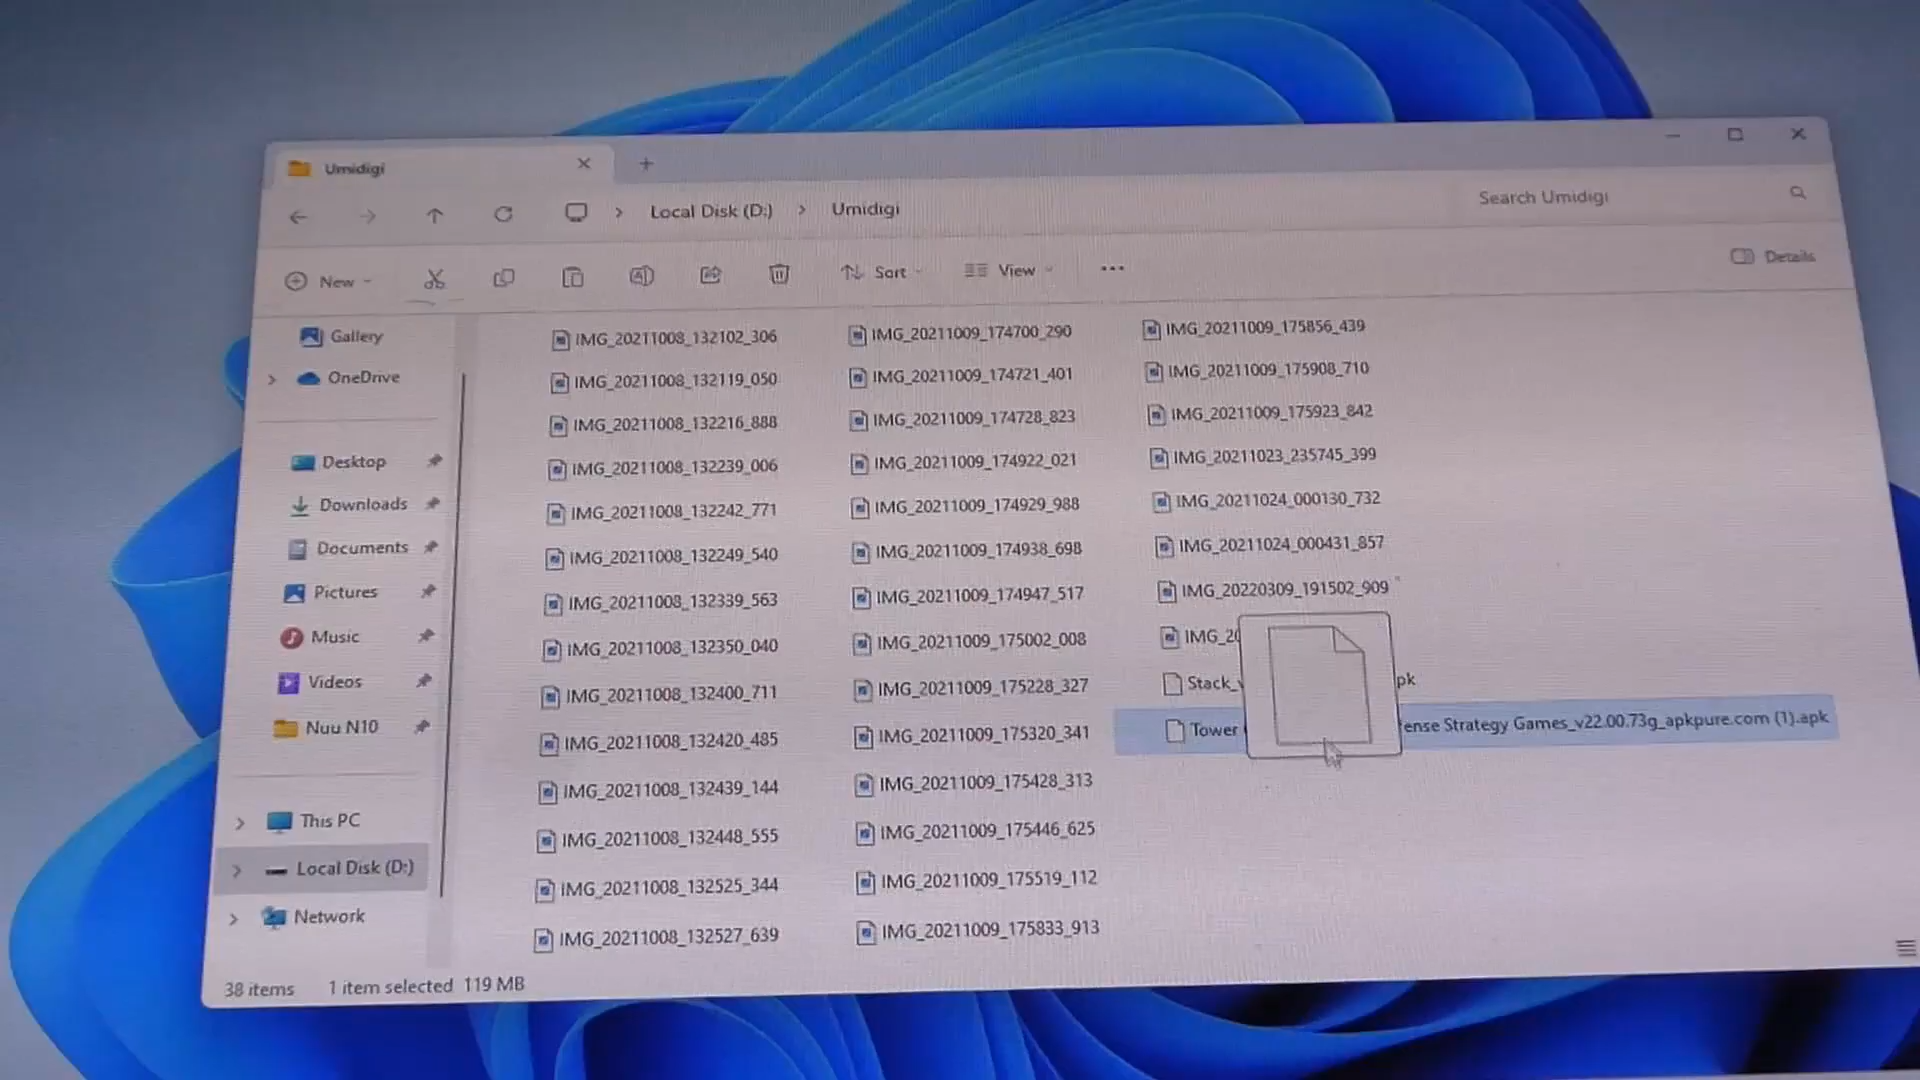 Umidigi
Local Disk (D:) > Umidigi
Search Umidigi
New
Sort
View
Details
Gallery
OneDrive
Desktop
Downloads
Documents
Pictures
Music
Videos
Nuu N10
This PC
Local Disk (D:)
Network
IMG_20211008_132102_306
IMG_20211008_132119_050
IMG_20211008_132216_888
IMG_20211008_132239_006
IMG_20211008_132242_771
IMG_20211008_132249_540
IMG_20211008_132339_563
IMG_20211008_132350_040
IMG_20211008_132400_711
IMG_20211008_132420_485
IMG_20211008_132439_144
IMG_20211008_132448_555
IMG_20211008_132525_344
IMG_20211008_132527_639
IMG_20211009_174700_290
IMG_20211009_174721_401
IMG_20211009_174728_823
IMG_20211009_174922_021
IMG_20211009_174929_988
IMG_20211009_174938_698
IMG_20211009_174947_517
IMG_20211009_175002_008
IMG_20211009_175228_327
IMG_20211009_175320_341
IMG_20211009_175428_313
IMG_20211009_175446_625
IMG_20211009_175519_112
IMG_20211009_175833_913
IMG_20211009_175856_439
IMG_20211009_175908_710
IMG_20211009_175923_842
IMG_20211023_235745_399
IMG_20211024_000130_732
IMG_20211024_000431_857
IMG_20220309_191502_909
IMG_20
Stack_ pk
Tower ense Strategy Games_v22.00.73g_apkpure.com (1).apk
38 items 1 item selected 119 MB